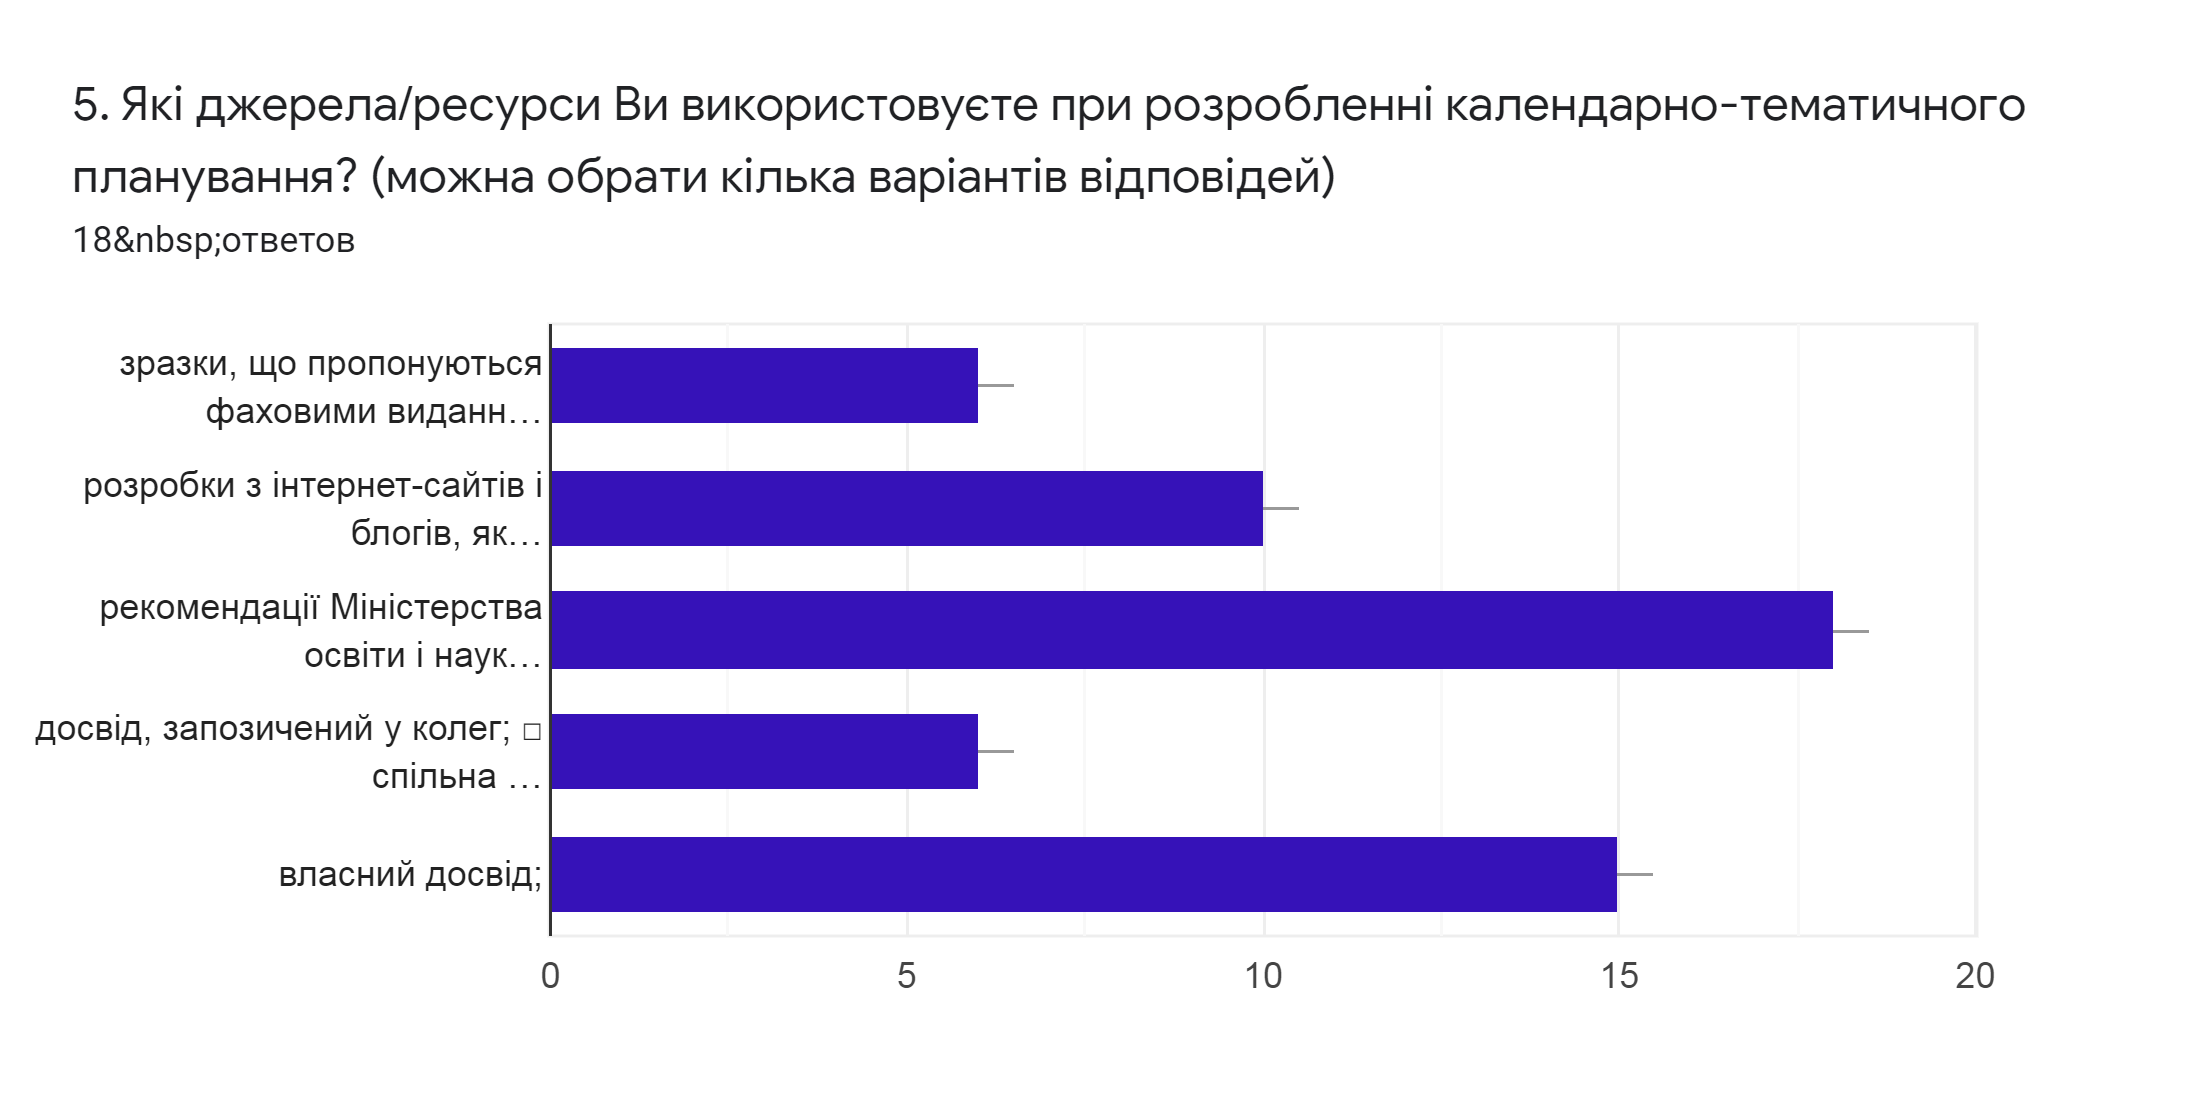 5. Які джерела/ресурси Ви використовуєте при розробленні календарно-тематичного
планування? (можна обрати кілька варіантів відповідей)
18&nbsp;ответов
зразки, що пропонуються
фаховими виданн…
розробки з інтернет-сайтів і
блогів, як…
рекомендації Міністерства
освіти і наук…
досвід, запозичений у колег; □
спільна …
власний досвід;
0 5 10 15 20